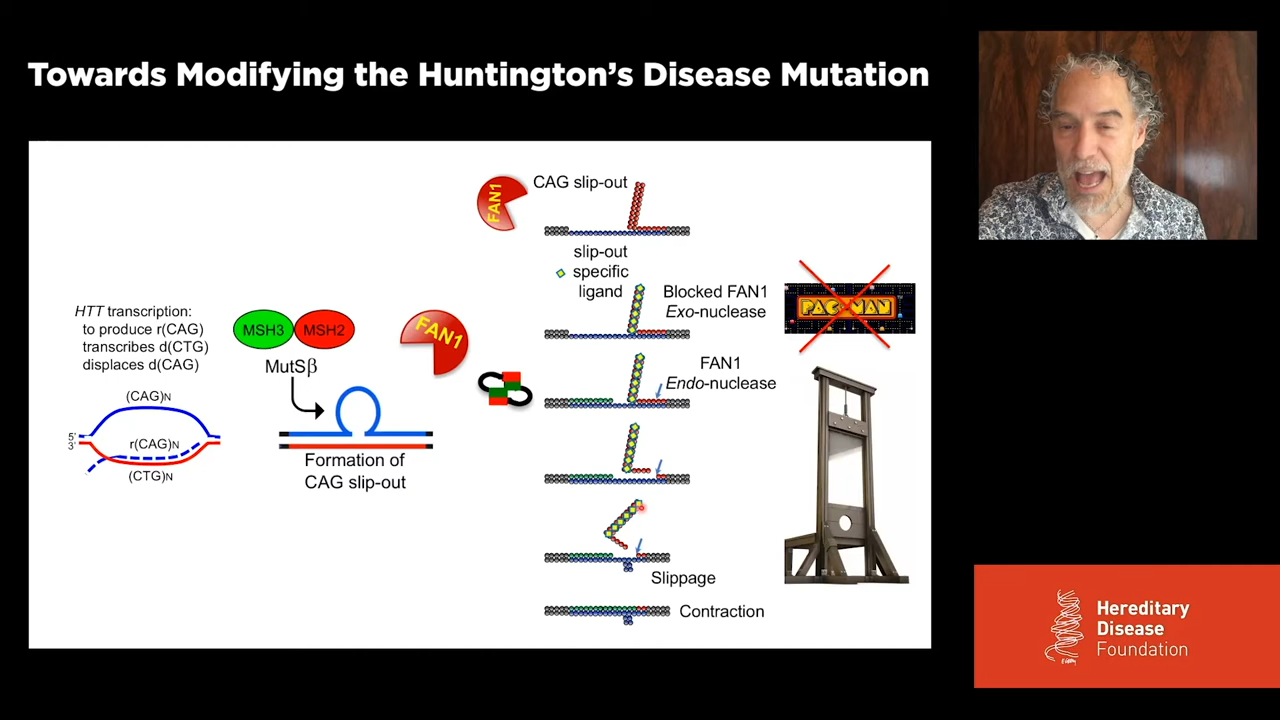 Towards Modifying the Huntington's Disease Mutation
FAN1
CAG slip-out
slip-out
specific
ligand
Blocked FAN1
Exo-nuclease
PAC-MAN
TM
HTT transcription:
to produce r(CAG)
transcribes d(CTG)
displaces d(CAG)
MSH3
MSH2
MutSβ
FAN1
FAN1
Endo-nuclease
(CAG)N
5'
3'
r(CAG)N
(CTG)N
Formation of
CAG slip-out
Slippage
Contraction
Hereditary
Disease
Foundation